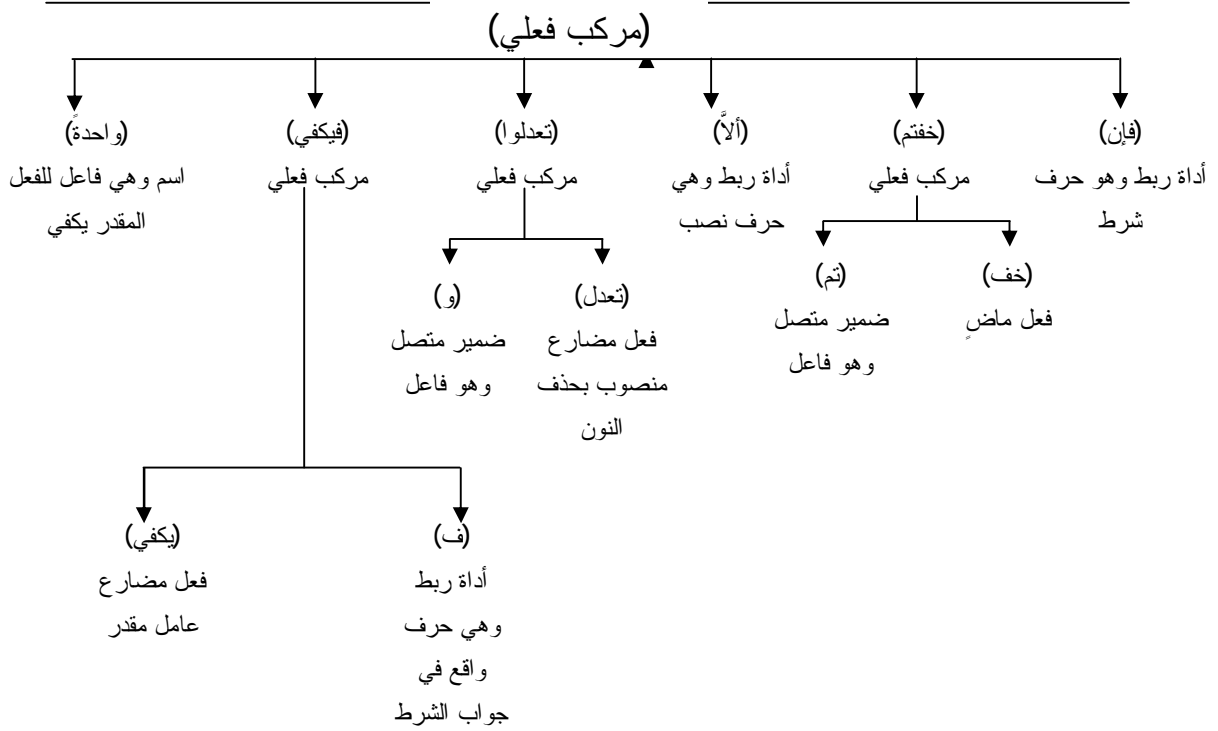 (مركب فعلي)
(فإن) (خفتم) (ألاَّ) (تعدلوا) (فيكفي) (واحدةً)
أداة ربط وهو حرف مركب فعلي أداة ربط وهي مركب فعلي مركب فعلي اسم وهي فاعل للفعل
شرط حرف نصب المقدر يكفي
(خف) (تم) (تعدل) (و)
فعل ماضٍ ضمير متصل فعل مضارع ضمير متصل
وهو فاعل منصوب بحذف وهو فاعل
النون
(ف) (يكفي)
أداة ربط فعل مضارع
وهي حرف عامل مقدر
واقع في
جواب الشرط